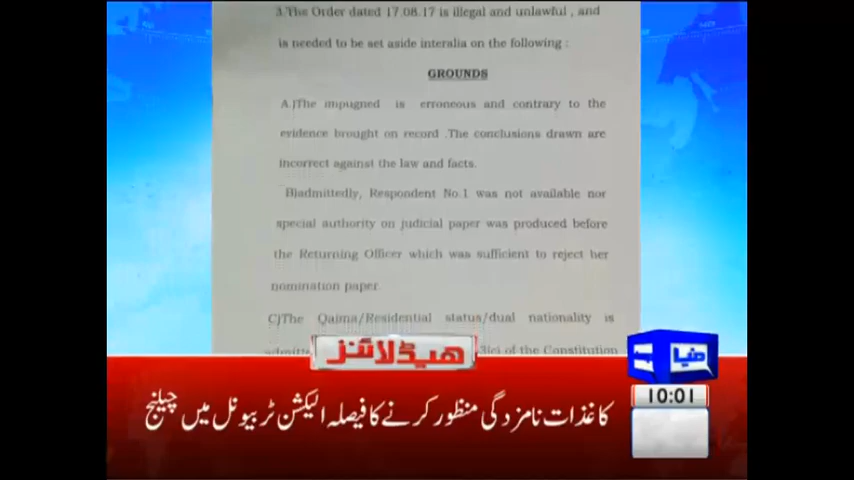 3.The Order dated 17.08.17 is illegal and unlawful , and
is needed to be set aside interalia on the following :
GROUNDS
A.)The impugned is erroneous and contrary to the
evidence brought on record .The conclusions drawn are
incorrect against the law and facts.
B)admittedly, Respondent No.1 was not available nor
special authority on judicial paper was produced before
the Returning Officer which was sufficient to reject her
nomination paper.
C)The Qaima/Residential status/dual nationality is
of the Constitution
ھیڈلائنز
دنیا
10:01
کاغذات نامزدگی منظور کرنے کا فیصلہ الیکشن ٹربیونل میں چیلنج